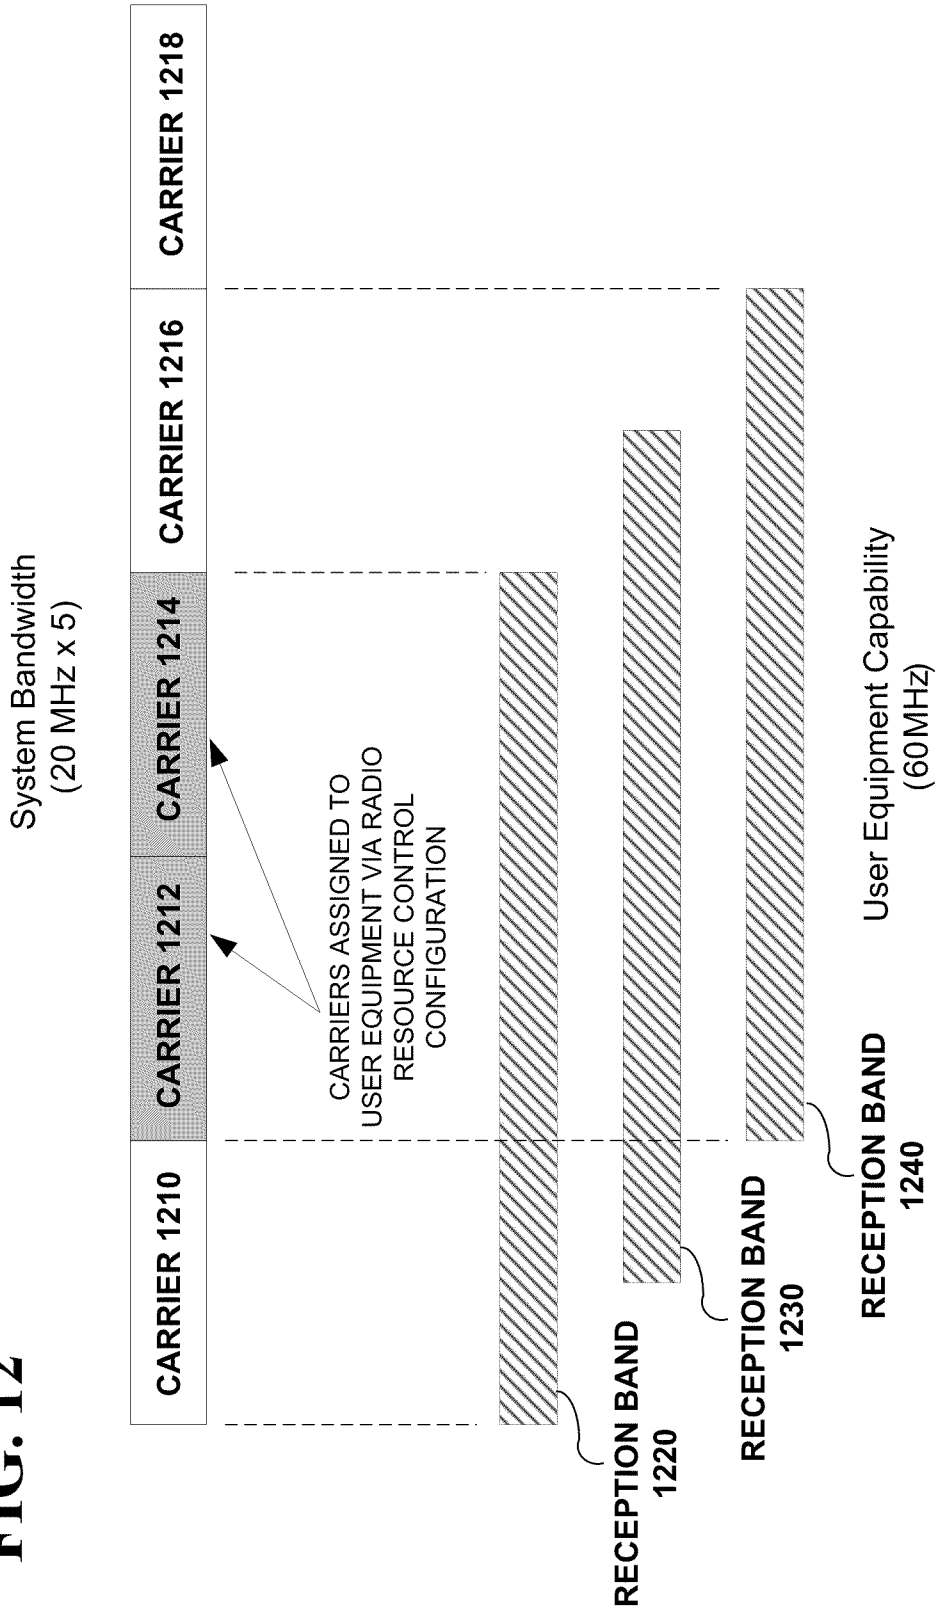 FIG. 12
System Bandwidth
(20 MHz x 5)
CARRIER 1210
CARRIER 1212
CARRIER 1214
CARRIER 1216
CARRIER 1218
CARRIERS ASSIGNED TO
USER EQUIPMENT VIA RADIO
RESOURCE CONTROL
CONFIGURATION
RECEPTION BAND
1220
RECEPTION BAND
1230
RECEPTION BAND
1240
User Equipment Capability
(60MHz)